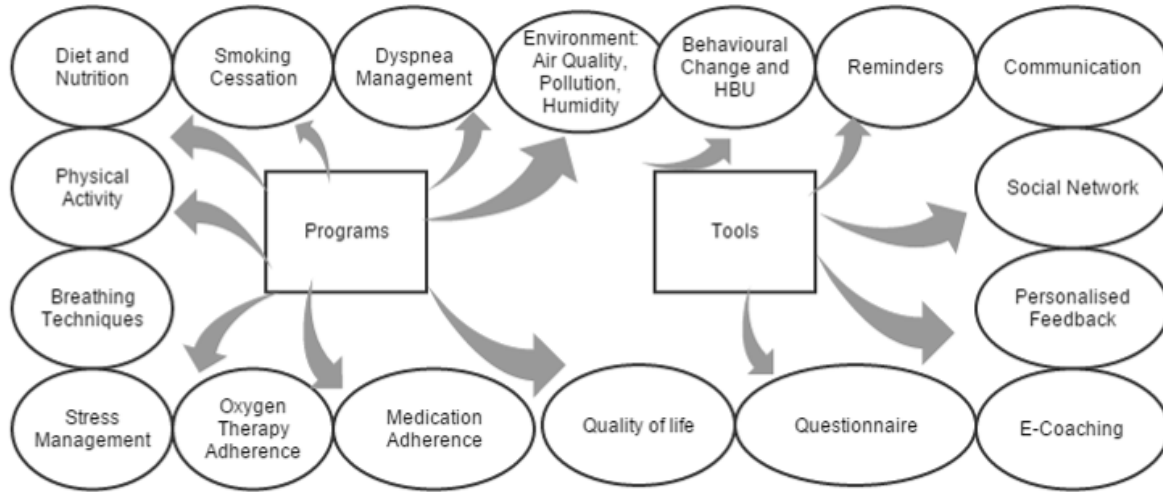 Diet and
Nutrition
Smoking
Cessation
Dyspnea
Management
Environment:
Air Quality,
Pollution,
Humidity
Behavioural
Change and
HBU
Reminders
Communication
Physical
Activity
Programs
Tools
Social Network
Breathing
Techniques
Personalised
Feedback
Stress
Management
Oxygen
Therapy
Adherence
Medication
Adherence
Quality of life
Questionnaire
E-Coaching